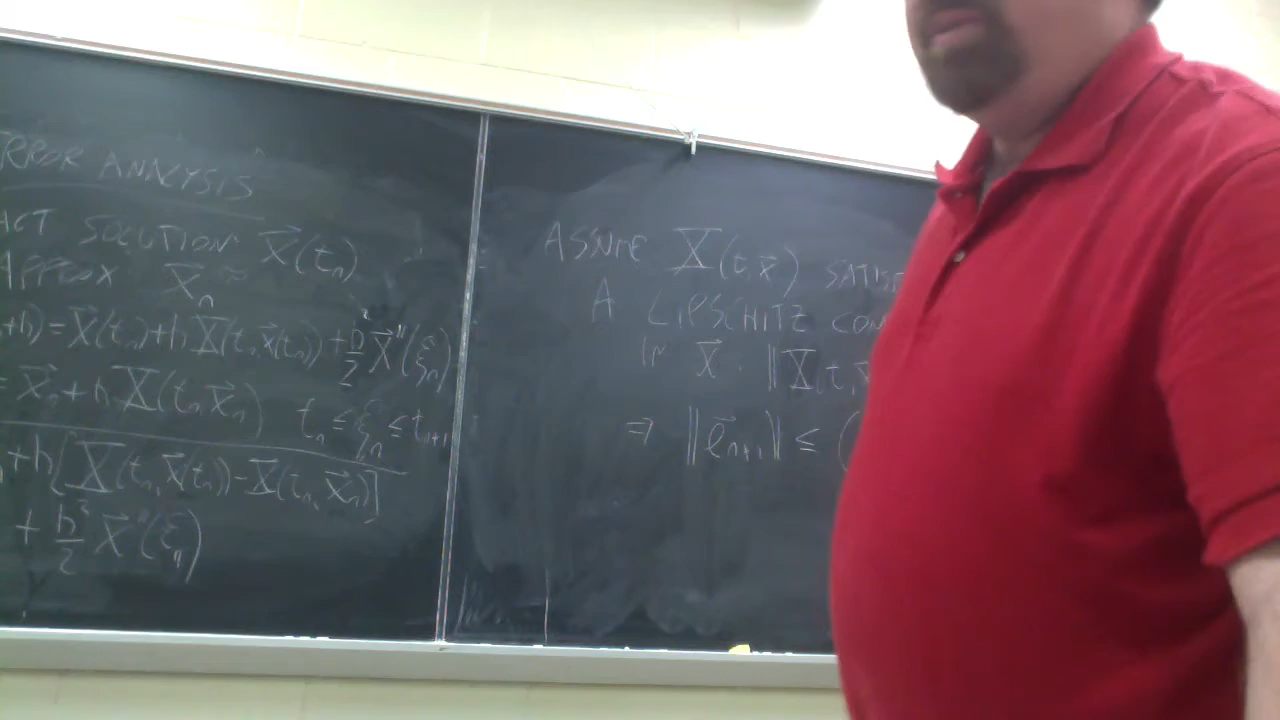 RROR ANALYSIS
ACT SOLUTION x⃗(tₙ)
APPROX x⃗ₙ ≈
+h) = x⃗(tₙ) + h X(tₙ, x⃗(tₙ)) + h²/2 x⃗''(ξₙ)
= x⃗ₙ + h X(tₙ, x⃗ₙ) tₙ ≤ ξₙ ≤ tₙ₊₁
ₙ + h[X(tₙ, x⃗(tₙ)) - X(tₙ, x⃗ₙ)]
+ h²/2 x⃗''(ξₙ)
ASSUME X(t, x⃗) SATISF
A LIPSCHITZ CON
IN x⃗. ‖X(t, x⃗
⇒ ‖e⃗ₙ₊₁‖ ≤ (